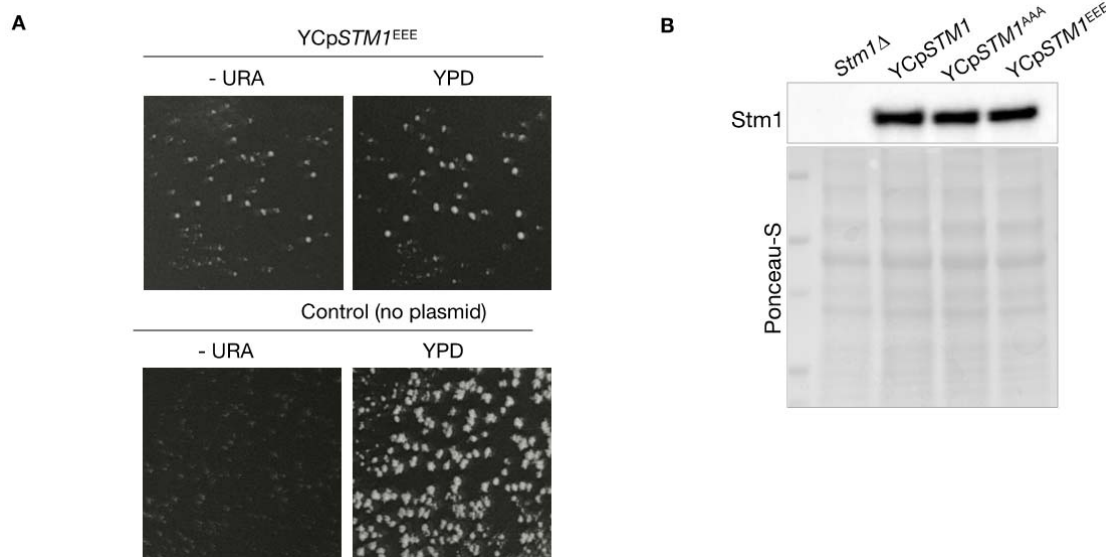 A
YCpSTM1ᴱᴱᴱ
- URA YPD
Control (no plasmid)
- URA YPD
B
Stm1Δ YCpSTM1 YCpSTM1ᴬᴬᴬ YCpSTM1ᴱᴱᴱ
Stm1
Ponceau-S